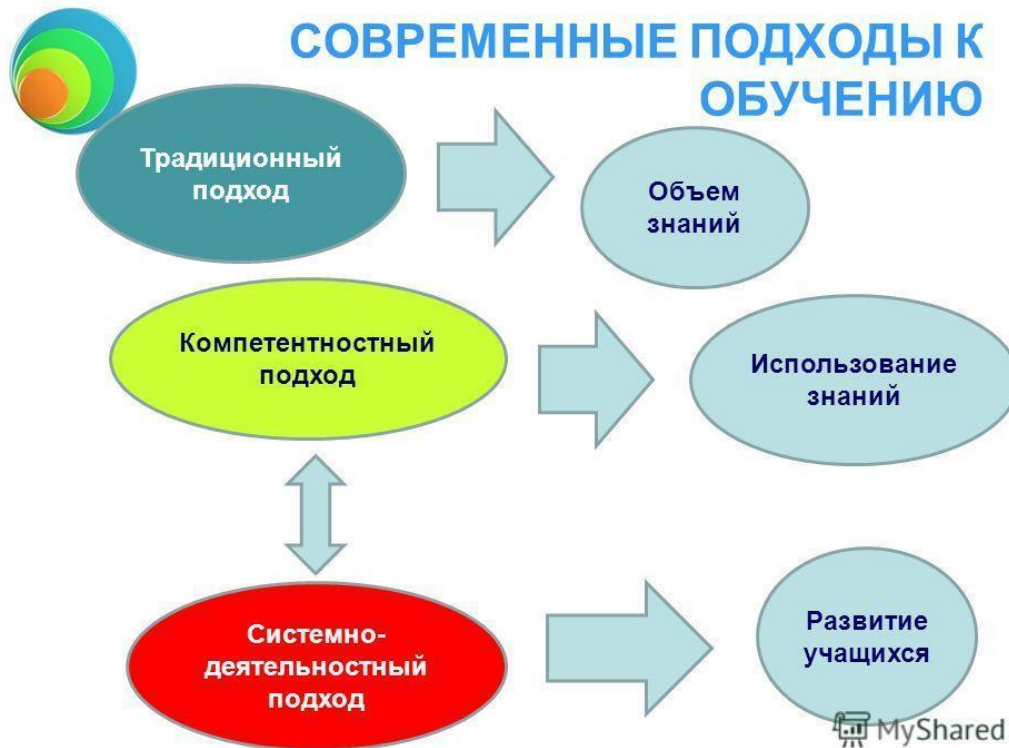 СОВРЕМЕННЫЕ ПОДХОДЫ К
ОБУЧЕНИЮ
Традиционный
подход
Объем
знаний
Компетентностный
подход
Использование
знаний
Системно-
деятельностный
подход
Развитие
учащихся
MyShared